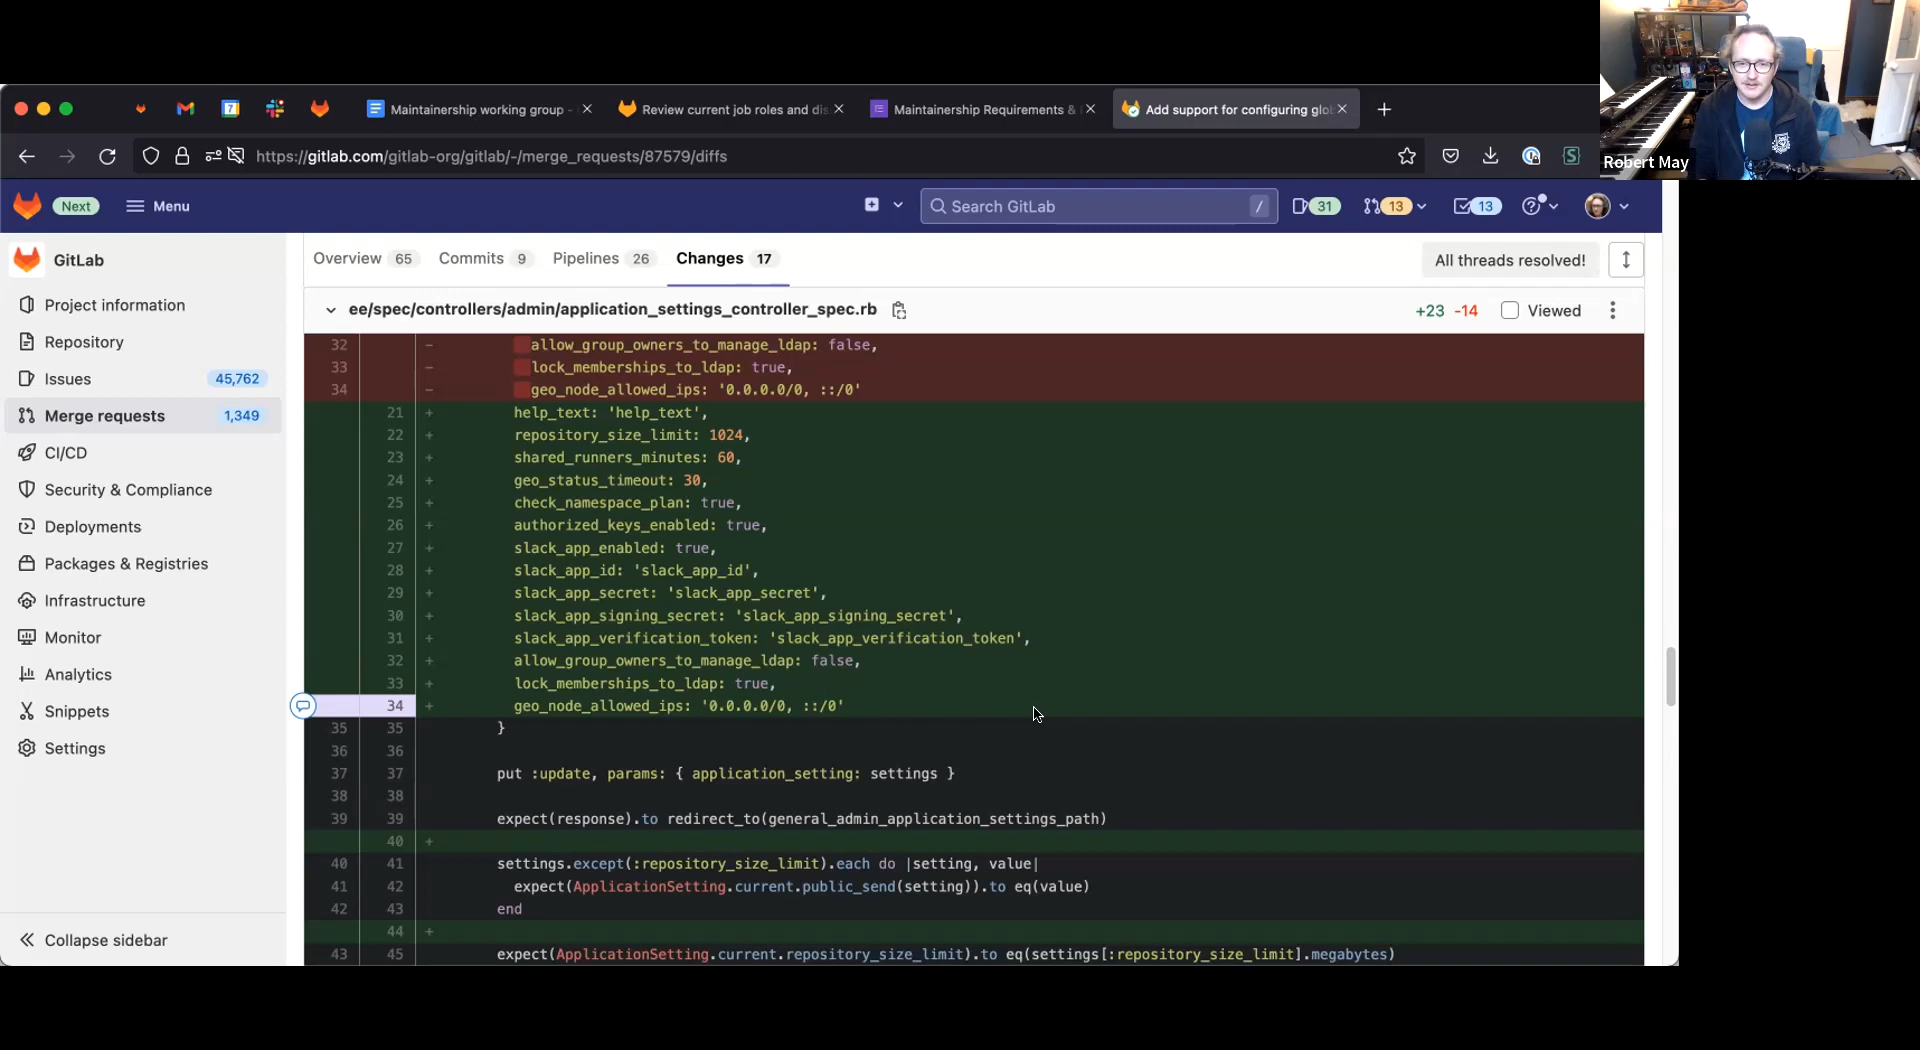 Maintainership working group -
Review current job roles and dis
Maintainership Requirements &
Add support for configuring glo
https://gitlab.com/gitlab-org/gitlab/-/merge_requests/87579/diffs
Robert May
Next
Menu
Search GitLab
/
31
13
13
GitLab
Project information
Repository
Issues 45,762
Merge requests 1,349
CI/CD
Security & Compliance
Deployments
Packages & Registries
Infrastructure
Monitor
Analytics
Snippets
Settings
Collapse sidebar
Overview 65 Commits 9 Pipelines 26 Changes 17
All threads resolved!
ee/spec/controllers/admin/application_settings_controller_spec.rb
+23 -14 Viewed
32 - allow_group_owners_to_manage_ldap: false,
33 - lock_memberships_to_ldap: true,
34 - geo_node_allowed_ips: '0.0.0.0/0, ::/0'
21 + help_text: 'help_text',
22 + repository_size_limit: 1024,
23 + shared_runners_minutes: 60,
24 + geo_status_timeout: 30,
25 + check_namespace_plan: true,
26 + authorized_keys_enabled: true,
27 + slack_app_enabled: true,
28 + slack_app_id: 'slack_app_id',
29 + slack_app_secret: 'slack_app_secret',
30 + slack_app_signing_secret: 'slack_app_signing_secret',
31 + slack_app_verification_token: 'slack_app_verification_token',
32 + allow_group_owners_to_manage_ldap: false,
33 + lock_memberships_to_ldap: true,
34 + geo_node_allowed_ips: '0.0.0.0/0, ::/0'
35 35 }
36 36
37 37 put :update, params: { application_setting: settings }
38 38
39 39 expect(response).to redirect_to(general_admin_application_settings_path)
40 +
40 41 settings.except(:repository_size_limit).each do |setting, value|
41 42 expect(ApplicationSetting.current.public_send(setting)).to eq(value)
42 43 end
44 +
43 45 expect(ApplicationSetting.current.repository_size_limit).to eq(settings[:repository_size_limit].megabytes)